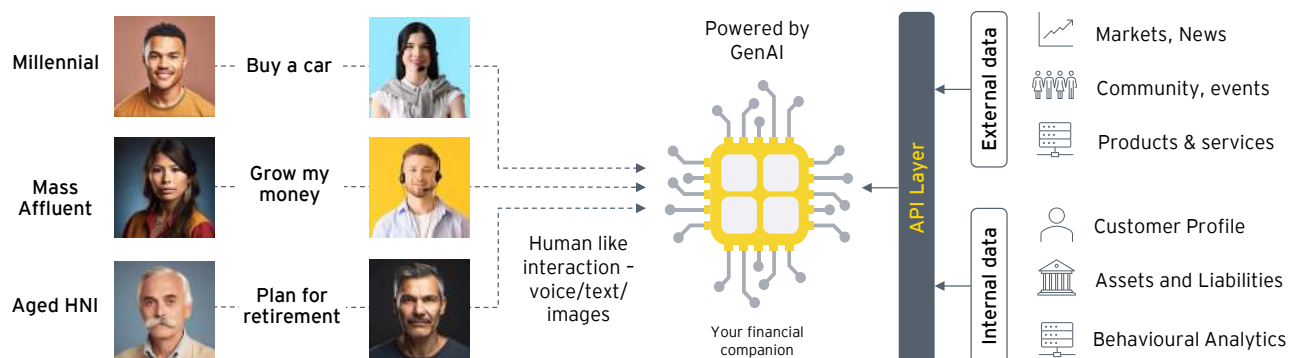 Millennial
Buy a car
Mass
Affluent
Grow my
money
Aged HNI
Plan for
retirement
Human like
interaction –
voice/text/
images
Powered by
GenAI
Your financial
companion
API Layer
External data
Markets, News
Community, events
Products & services
Internal data
Customer Profile
Assets and Liabilities
Behavioural Analytics